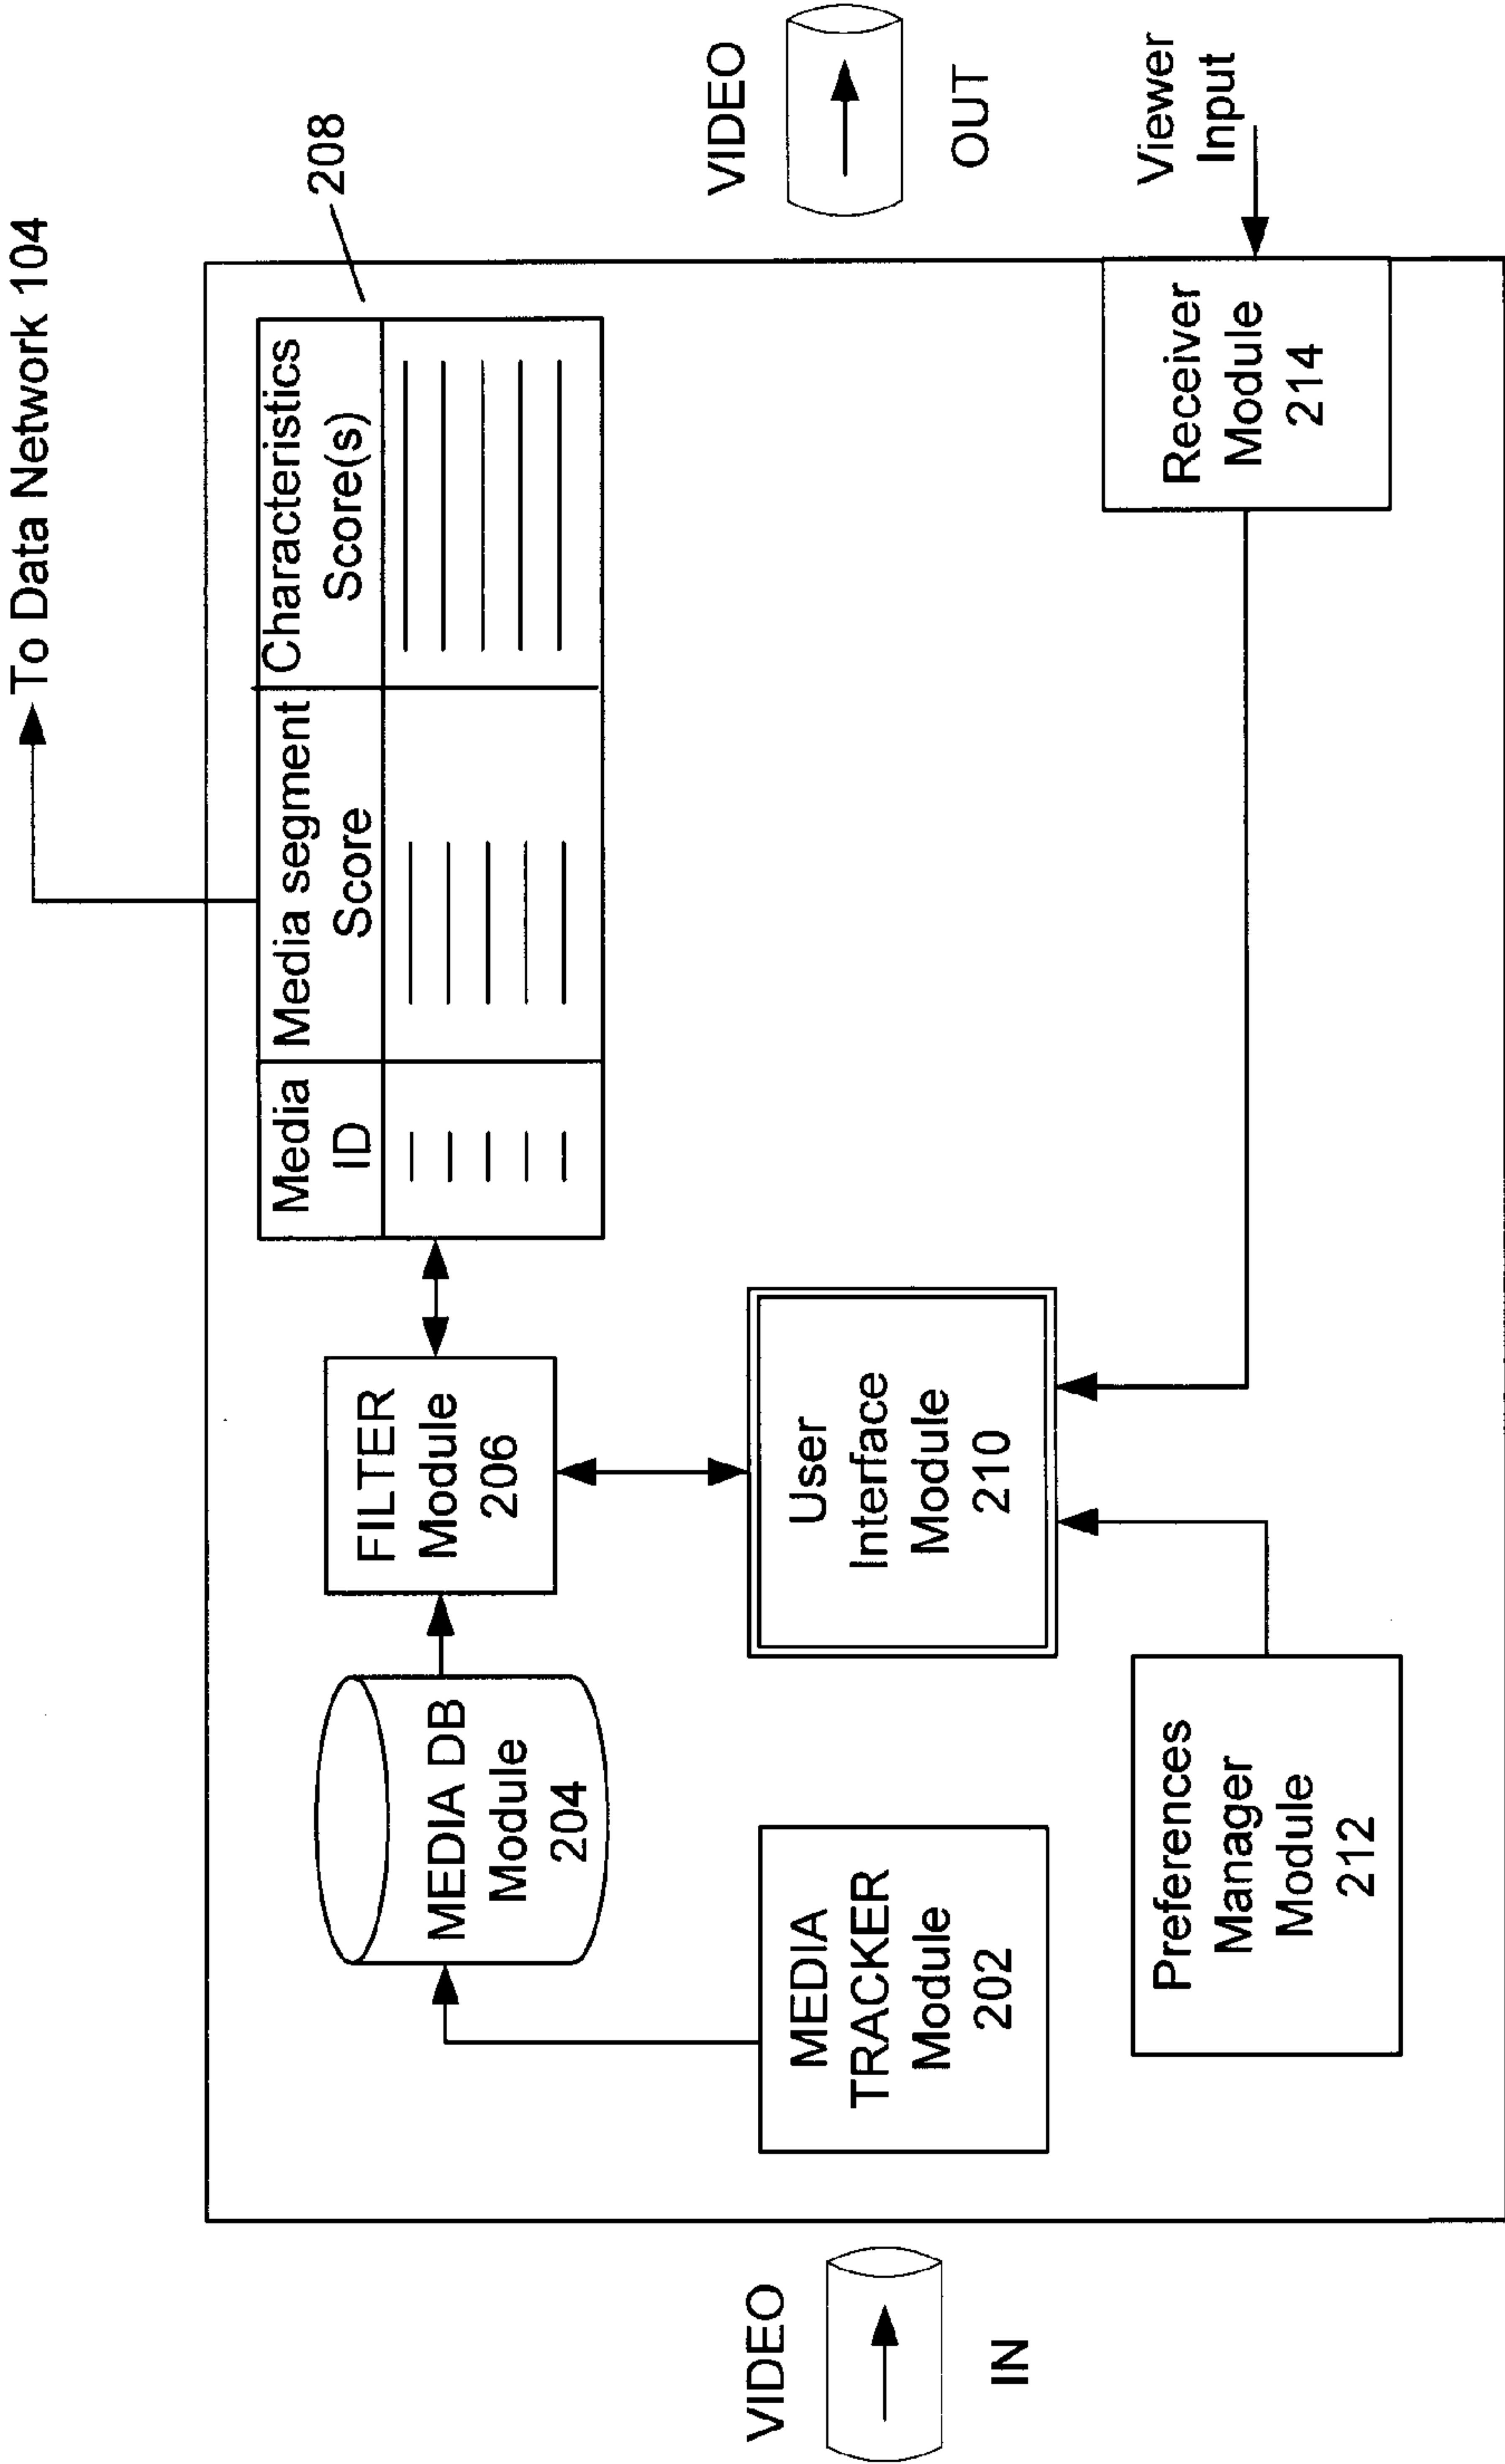 To Data Network 104
208
Media
ID
Media segment
Score
Characteristics
Score(s)
MEDIA DB
Module
204
FILTER
Module
206
VIDEO
IN
MEDIA
TRACKER
Module
202
User
Interface
Module
210
VIDEO
OUT
Preferences
Manager
Module
212
Receiver
Module
214
Viewer
Input